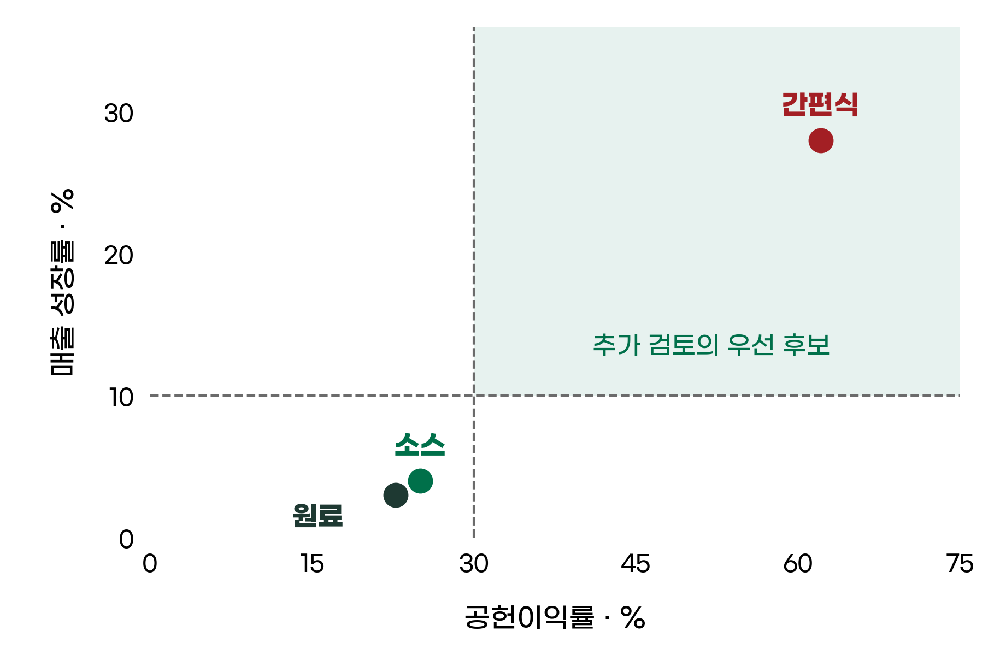 매출 성장률 · %
30
20
10
0
간편식
추가 검토의 우선 후보
소스
원료
0 15 30 45 60 75
공헌이익률 · %